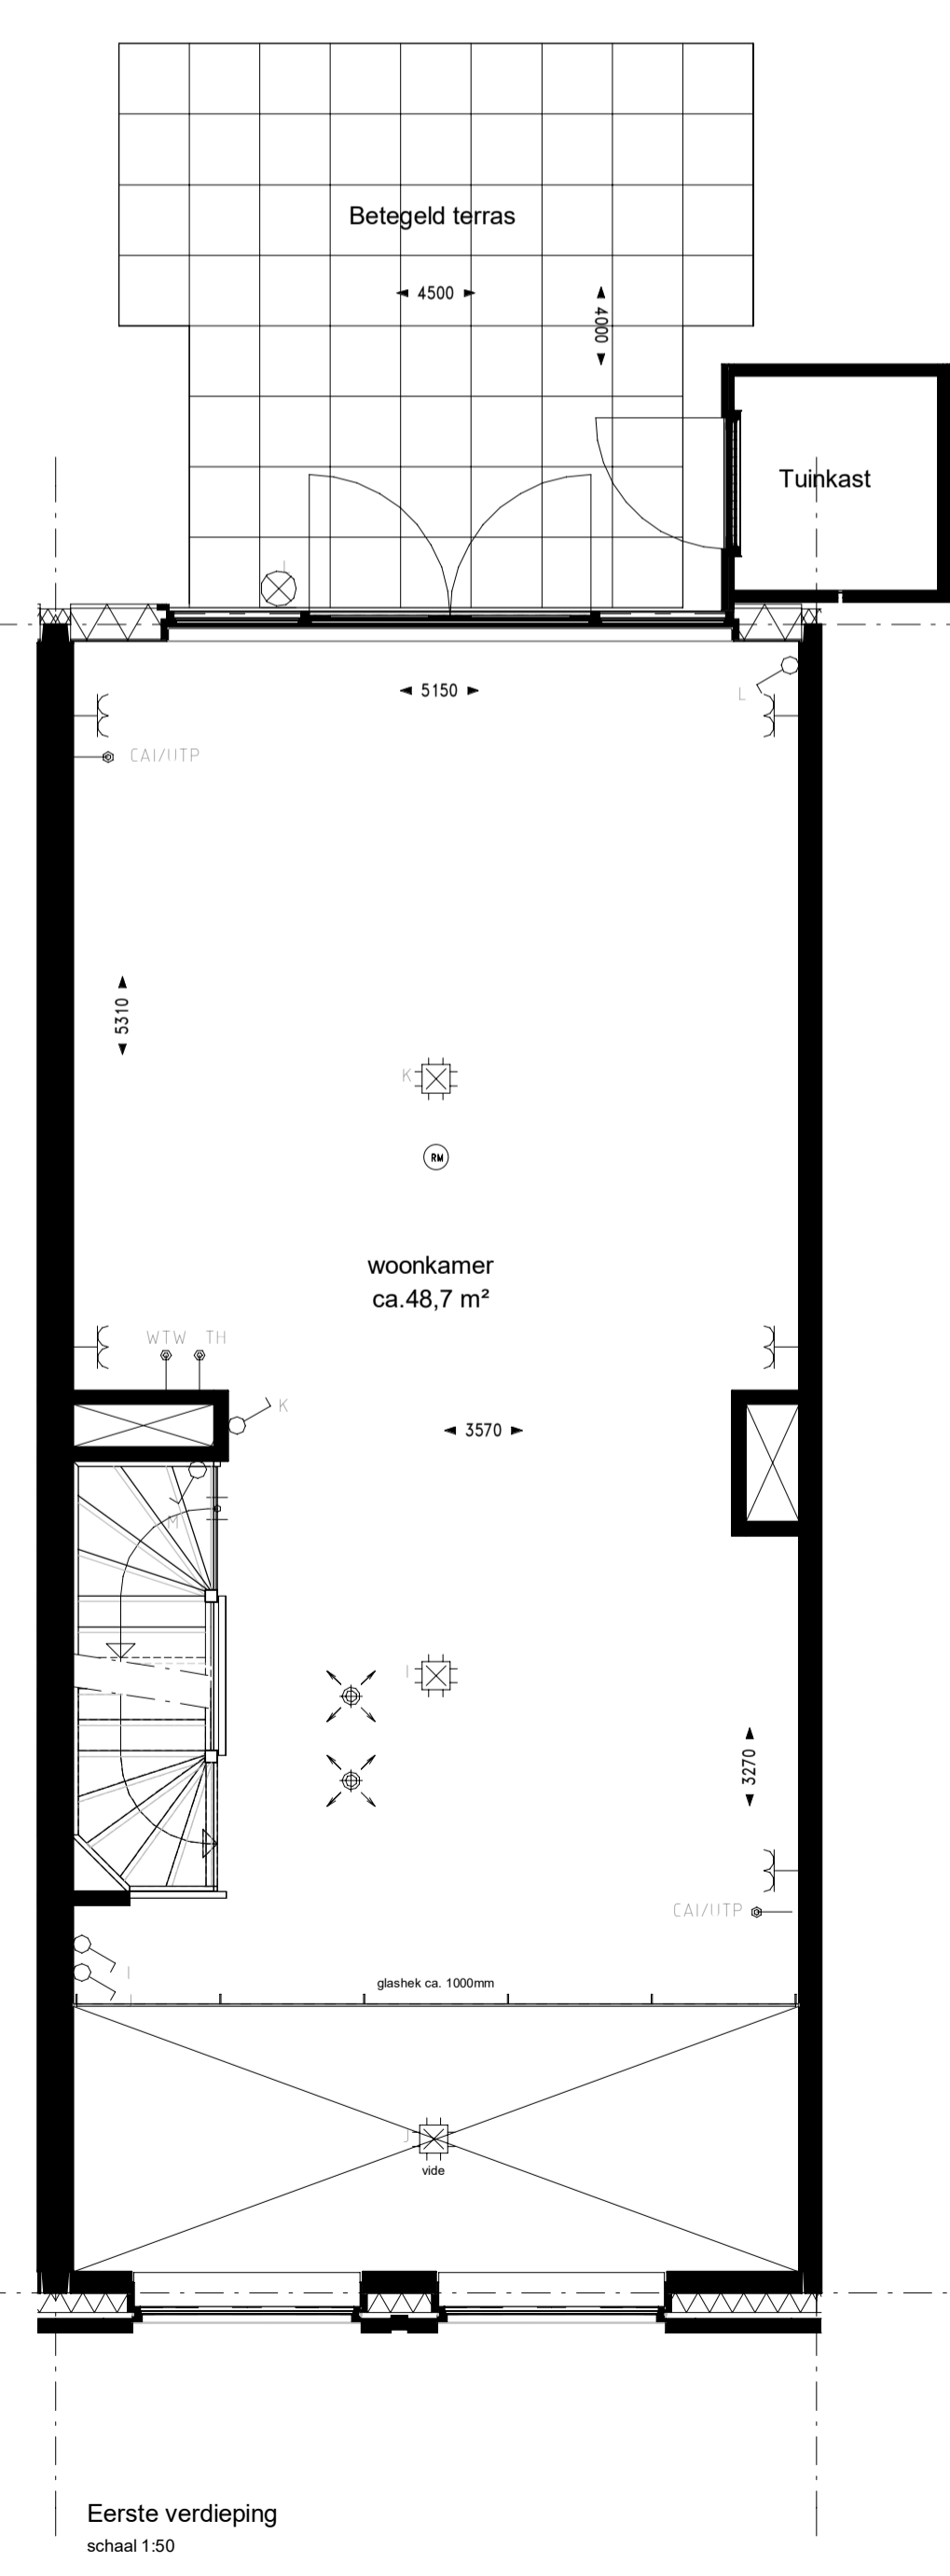 Betegeld terras
4500
4000
Tuinkast
L
5150
L
CAI/UTP
5310
K
RM
woonkamer
ca.48,7 m²
WTW TH
K
3570
M
I
3270
CAI/UTP
I
glashek ca. 1000mm
J
J
vide
Eerste verdieping
schaal 1:50